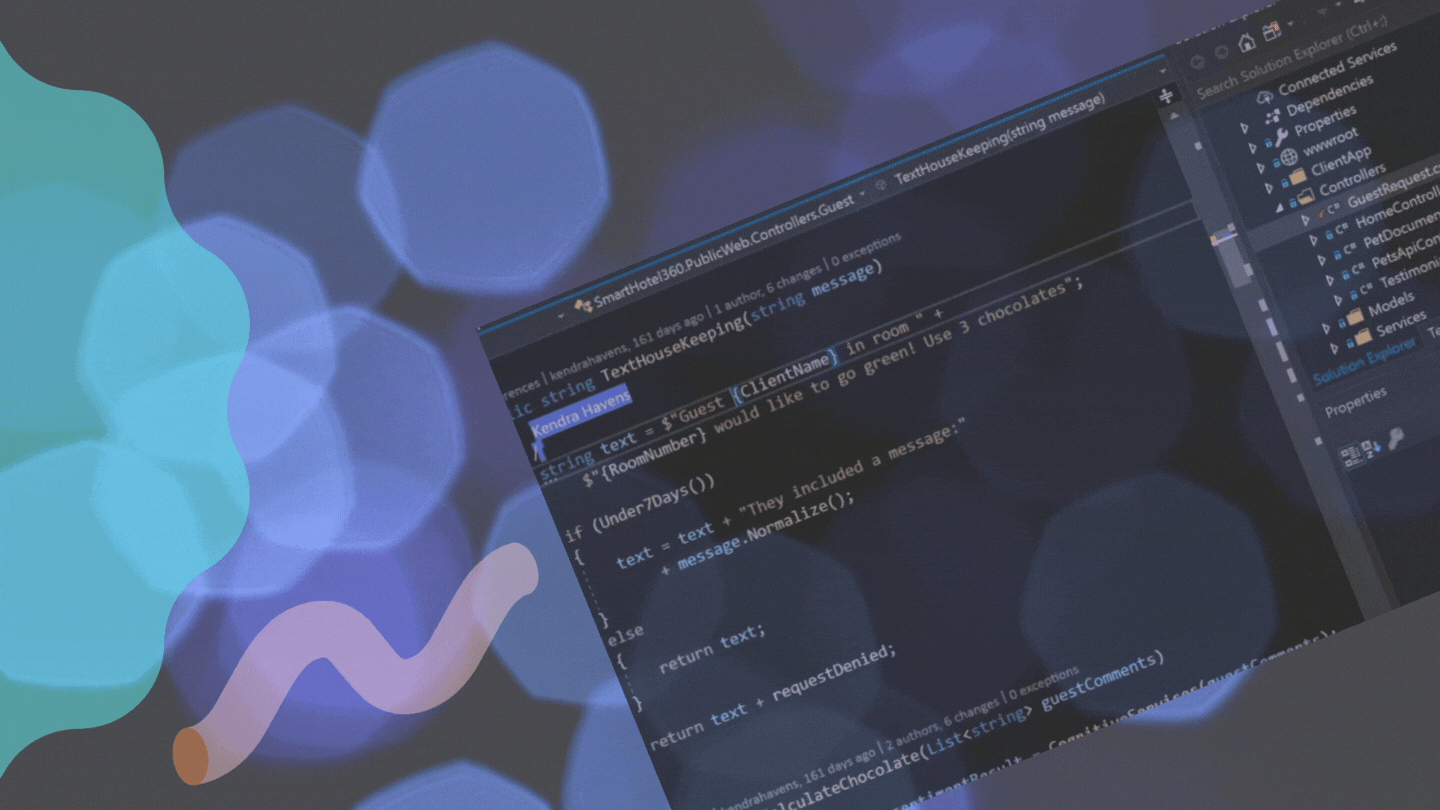 SmartHotel360.PublicWeb.Controllers.Guest
TextHouseKeeping(string message)
kendrahavens, 161 days ago | 1 author, 6 changes | 0 exceptions
string TextHouseKeeping(string message)
Kendra Havens
{
string text = $"Guest {ClientName} in room " +
$"{RoomNumber} would like to go green! Use 3 chocolates";
if (Under7Days())
{
text = text + "They included a message:"
+ message.Normalize();
}
else
{
return text;
}
return text + requestDenied;
kendrahavens, 161 days ago | 2 authors, 6 changes | 0 exceptions
(List<string> guestComments)
Search Solution Explorer (Ctrl+;)
Connected Services
Dependencies
Properties
wwwroot
ClientApp
Controllers
C# GuestRequest.c
C# HomeControll
C# PetDocumen
C# PetsApiCon
C# Testimoni
Models
Services
Solution Explorer
Properties